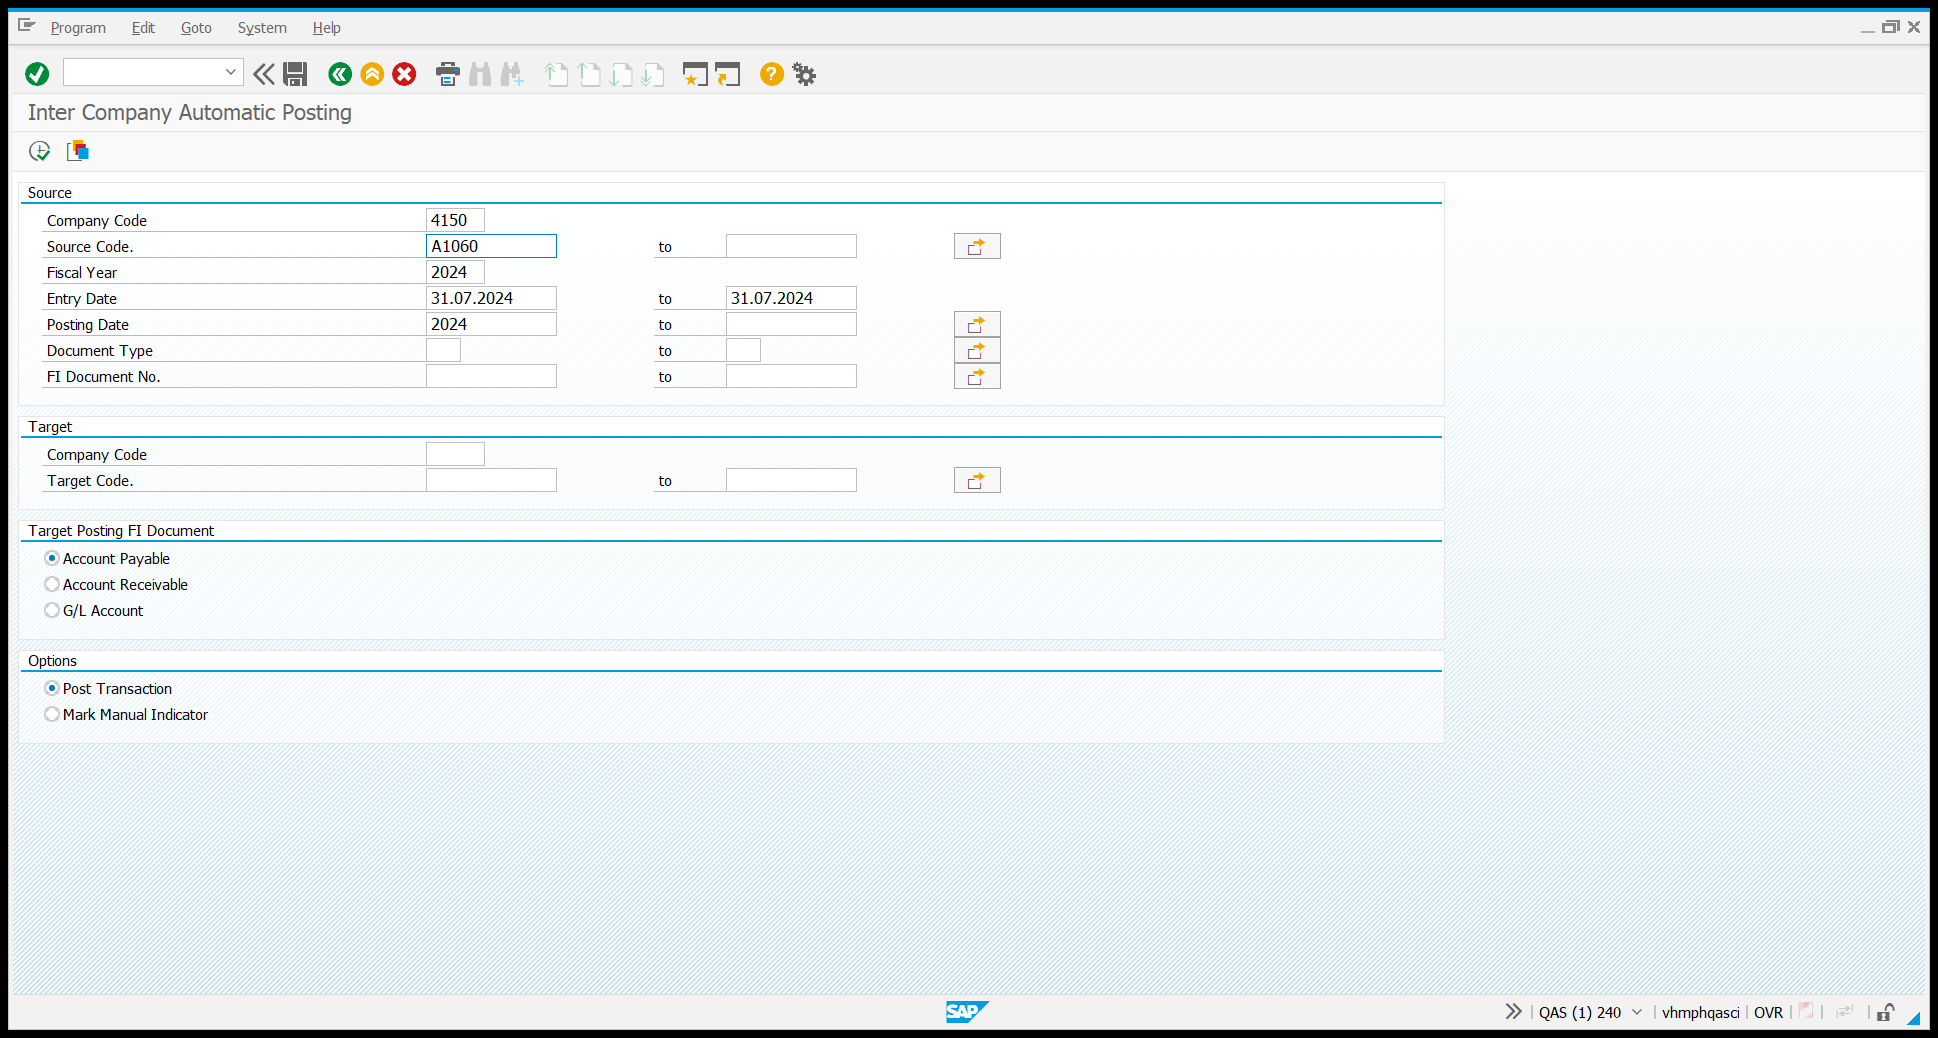 Program Edit Goto System Help
Inter Company Automatic Posting
Source
Company Code 4150
Source Code. A1060 to
Fiscal Year 2024
Entry Date 31.07.2024 to 31.07.2024
Posting Date 2024 to
Document Type to
FI Document No. to
Target
Company Code
Target Code. to
Target Posting FI Document
Account Payable
Account Receivable
G/L Account
Options
Post Transaction
Mark Manual Indicator
SAP QAS (1) 240 vhmphqasci OVR